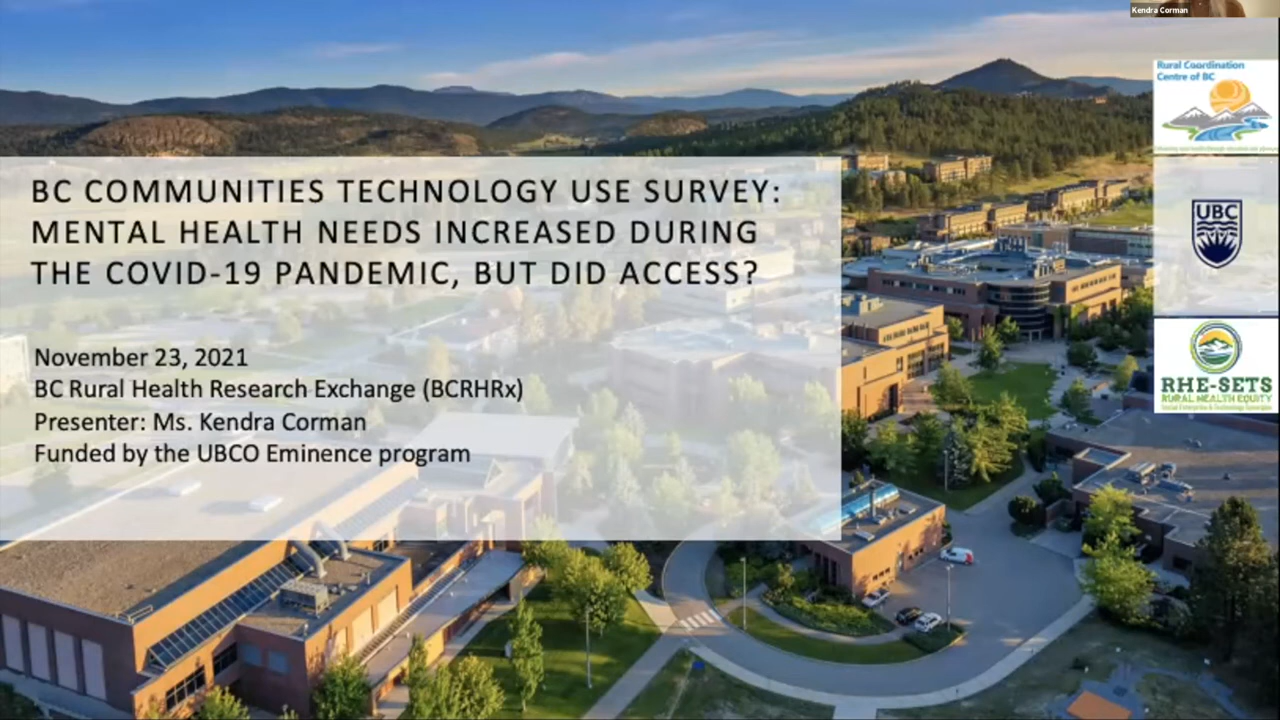 Kendra Corman
Rural Coordination
Centre of BC
BC COMMUNITIES TECHNOLOGY USE SURVEY:
MENTAL HEALTH NEEDS INCREASED DURING
THE COVID-19 PANDEMIC, BUT DID ACCESS?
November 23, 2021
BC Rural Health Research Exchange (BCRHRx)
Presenter: Ms. Kendra Corman
Funded by the UBCO Eminence program
UBC
RHE-SETS
RURAL HEALTH EQUITY